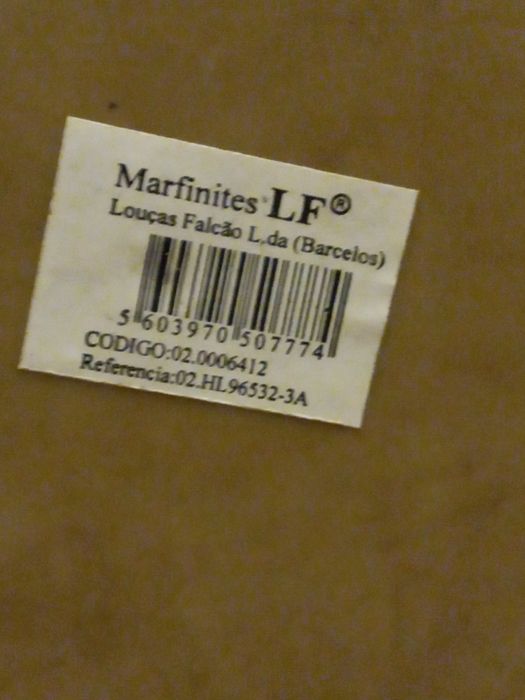 Marfinites LF®
Louças Falcão L.da (Barcelos)
5 603970 507774
CODIGO:02.0006412
Referencia:02.HL96532-3A